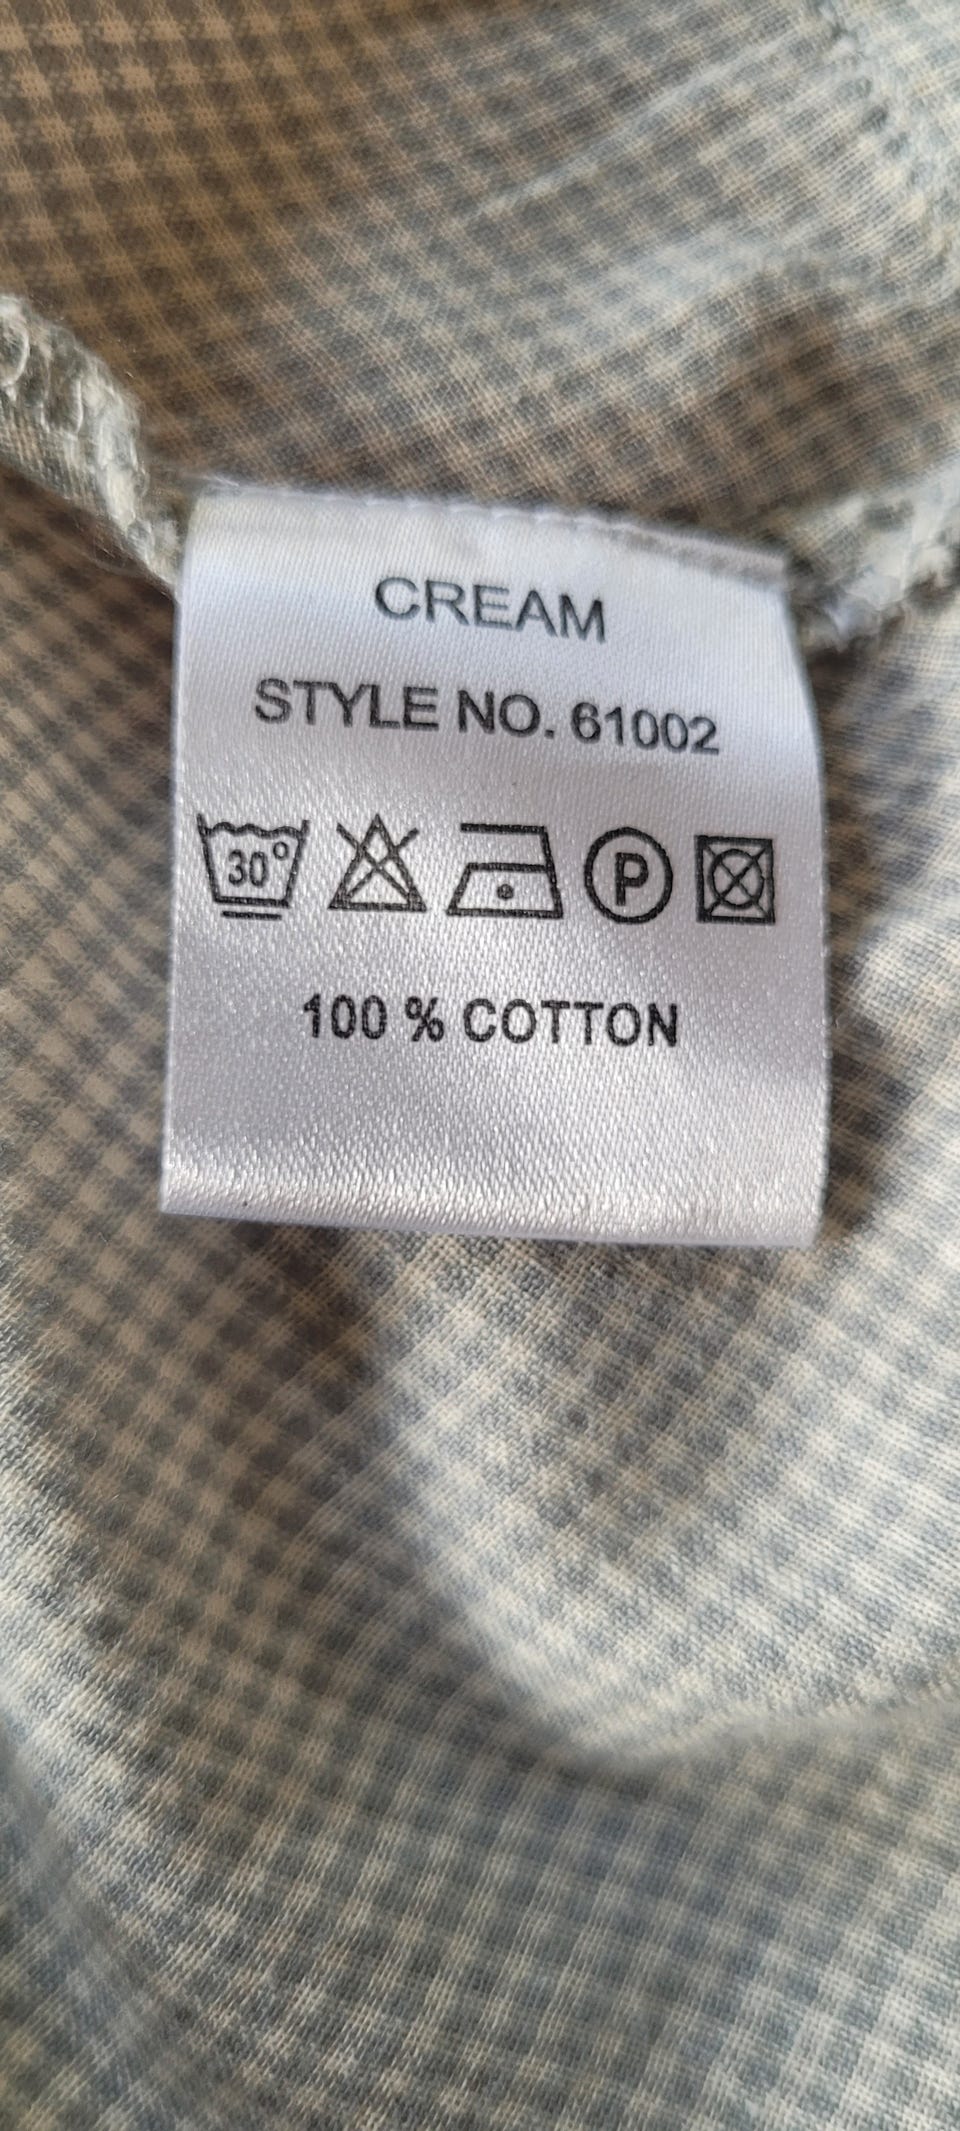 CREAM
STYLE NO. 61002
30° P
100 % COTTON